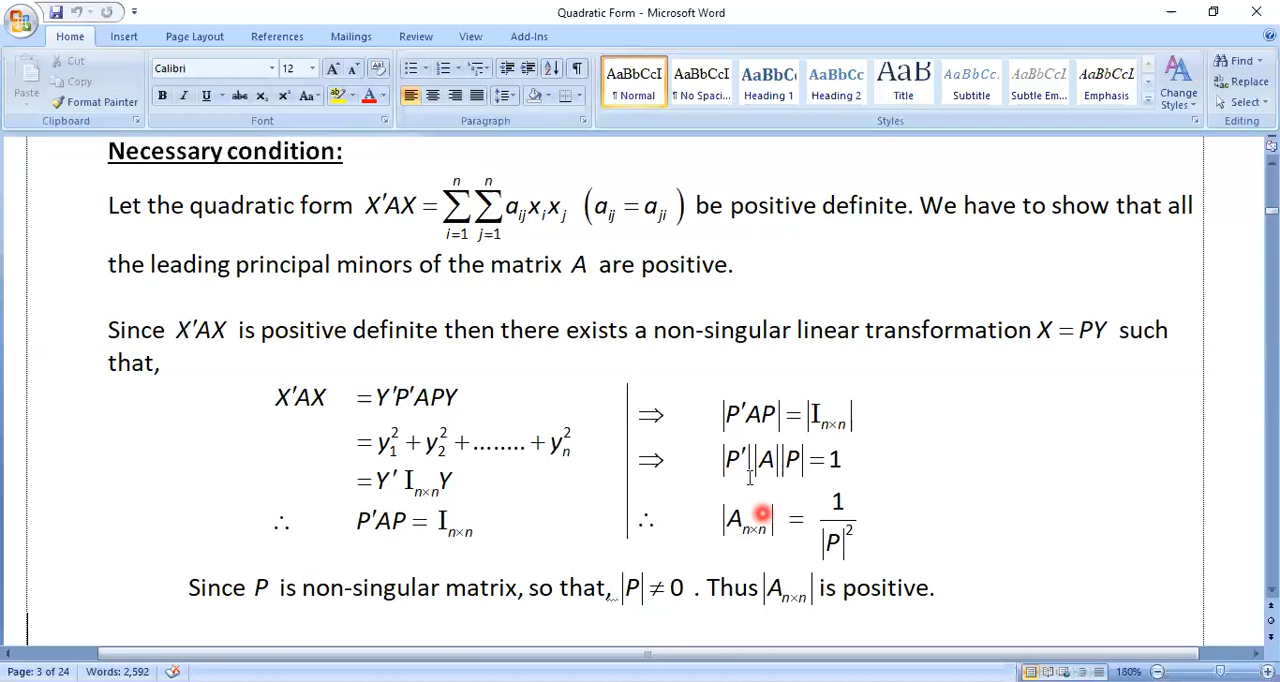 Quadratic Form - Microsoft Word
Home Insert Page Layout References Mailings Review View Add-Ins
Cut
Copy
Paste
Format Painter
Calibri 12
AaBbCcI AaBbCcI AaBbC AaBbCc AaB AaBbCc. AaBbCcI AaBbCcI
¶ Normal ¶ No Spaci... Heading 1 Heading 2 Title Subtitle Subtle Em... Emphasis
Change Styles
Find
Replace
Select
Clipboard Font Paragraph Styles Editing
Necessary condition:
Let the quadratic form X'AX = ∑_{i=1}^{n} ∑_{j=1}^{n} a_{ij} x_i x_j (a_{ij} = a_{ji}) be positive definite. We have to show that all
the leading principal minors of the matrix A are positive.
Since X'AX is positive definite then there exists a non-singular linear transformation X = PY such
that,
X'AX = Y'P'APY
= y_1^2 + y_2^2 + ........ + y_n^2
= Y' I_{n×n} Y
∴ P'AP = I_{n×n}
⇒ |P'AP| = |I_{n×n}|
⇒ |P'||A||P| = 1
∴ |A_{n×n}| = 1/|P|^2
Since P is non-singular matrix, so that, |P| ≠ 0 . Thus |A_{n×n}| is positive.
Page: 3 of 24 Words: 2,592 180%